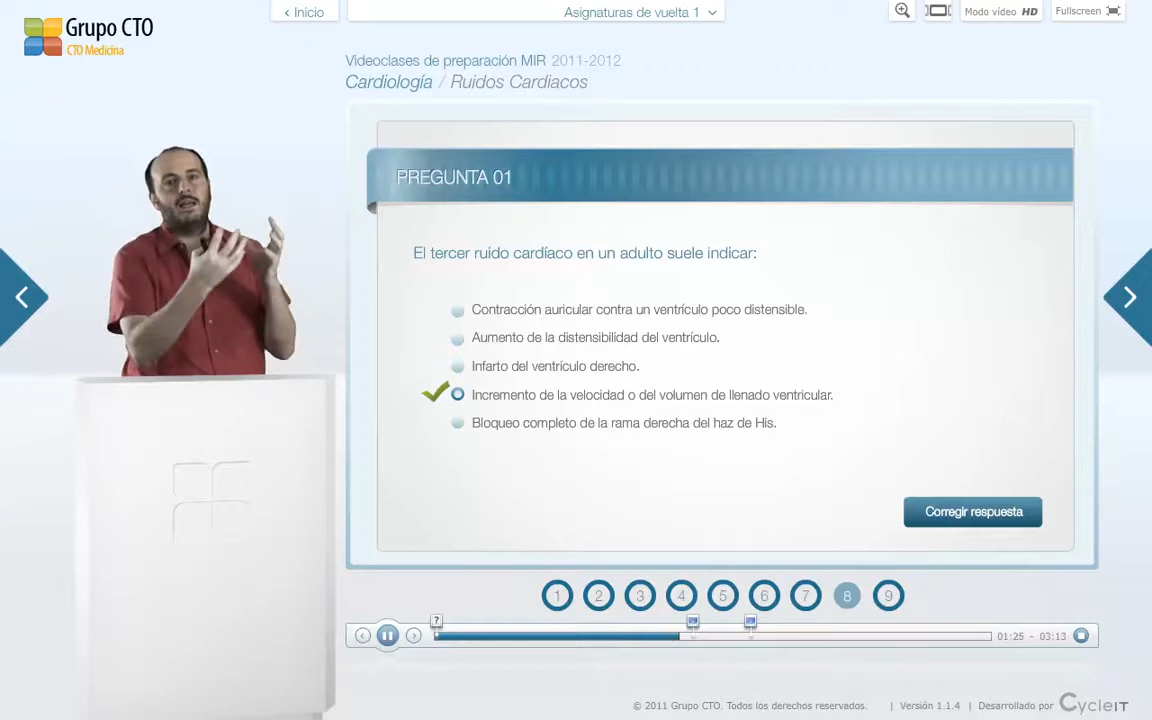 Grupo CTO
CTO Medicina
‹ Inicio
Asignaturas de vuelta 1
Modo vídeo HD
Fullscreen
Videoclases de preparación MIR 2011-2012
Cardiología / Ruidos Cardiacos
PREGUNTA 01
El tercer ruido cardíaco en un adulto suele indicar:
Contracción auricular contra un ventrículo poco distensible.
Aumento de la distensibilidad del ventrículo.
Infarto del ventrículo derecho.
Incremento de la velocidad o del volumen de llenado ventricular.
Bloqueo completo de la rama derecha del haz de His.
Corregir respuesta
1 2 3 4 5 6 7 8 9
?
01:25 - 03:13
© 2011 Grupo CTO. Todos los derechos reservados. | Versión 1.1.4 | Desarrollado por CycleIT